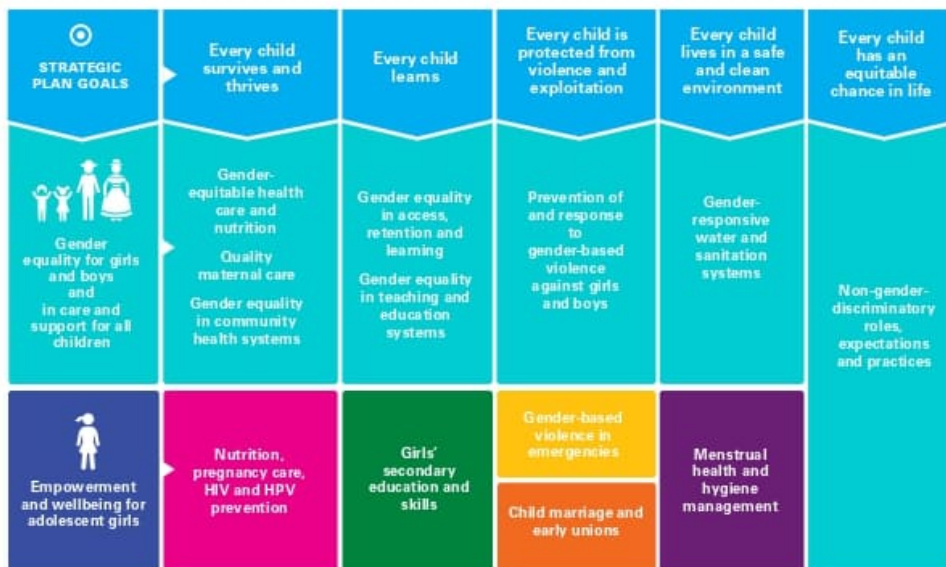 STRATEGIC
PLAN GOALS
Every child
survives and
thrives
Every child
learns
Every child is
protected from
violence and
exploitation
Every child
lives in a safe
and clean
environment
Every child
has an
equitable
chance in life
Gender
equality for girls
and boys
and
in care and
support for all
children
Gender-
equitable health
care and
nutrition
Quality
maternal care
Gender equality
in community
health systems
Gender equality
in access,
retention and
learning
Gender equality
in teaching and
education
systems
Prevention of
and response
to
gender-based
violence
against girls
and boys
Gender-
responsive
water and
sanitation
systems
Non-gender-
discriminatory
roles,
expectations
and practices
Empowerment
and wellbeing for
adolescent girls
Nutrition,
pregnancy care,
HIV and HPV
prevention
Girls'
secondary
education and
skills
Gender-based
violence in
emergencies
Child marriage and
early unions
Menstrual
health and
hygiene
management